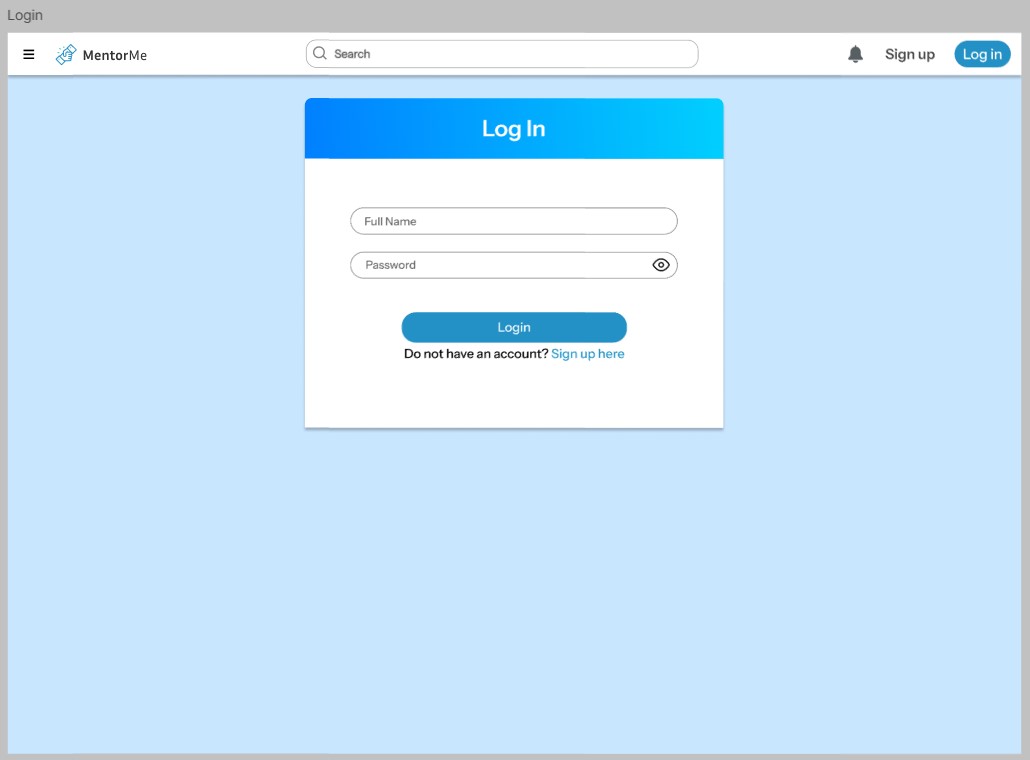 Login
MentorMe
Search
Sign up
Log in
Log In
Full Name
Password
Login
Do not have an account? Sign up here